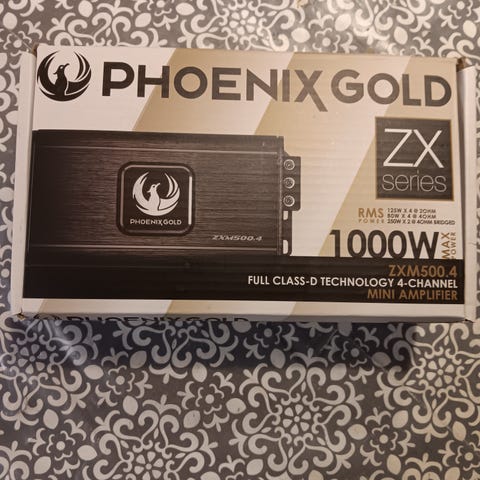 PHOENIX GOLD
ZX
series
PHOENIX GOLD
ZXM500.4
RMS POWER
125W X 4 @ 2OHM
80W X 4 @ 4OHM
250W X 2 @ 4OHM BRIDGED
1000W MAX POWER
ZXM500.4
FULL CLASS-D TECHNOLOGY 4-CHANNEL
MINI AMPLIFIER